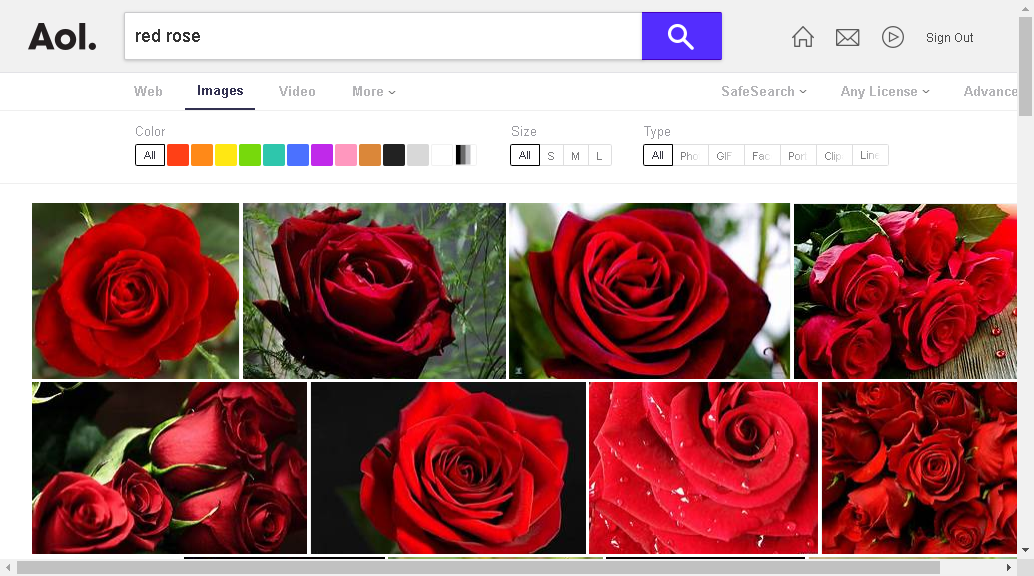 Aol.
red rose
Sign Out
Web
Images
Video
More
SafeSearch
Any License
Advance
Color
All
Size
All
S
M
L
Type
All
Pho
GIF
Fac
Por
Clip
Line